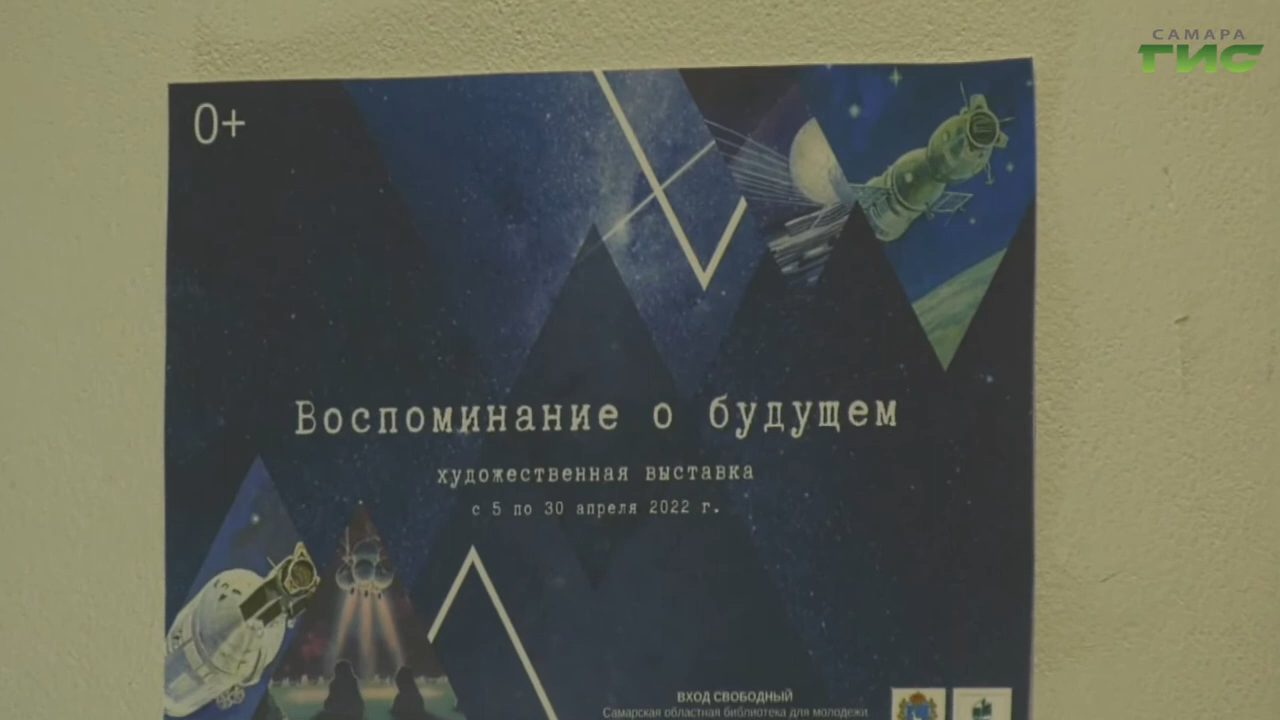 САМАРА
ГИС
0+
Воспоминание о будущем
художественная выставка
с 5 по 30 апреля 2022 г.
ВХОД СВОБОДНЫЙ
Самарская областная библиотека для молодежи